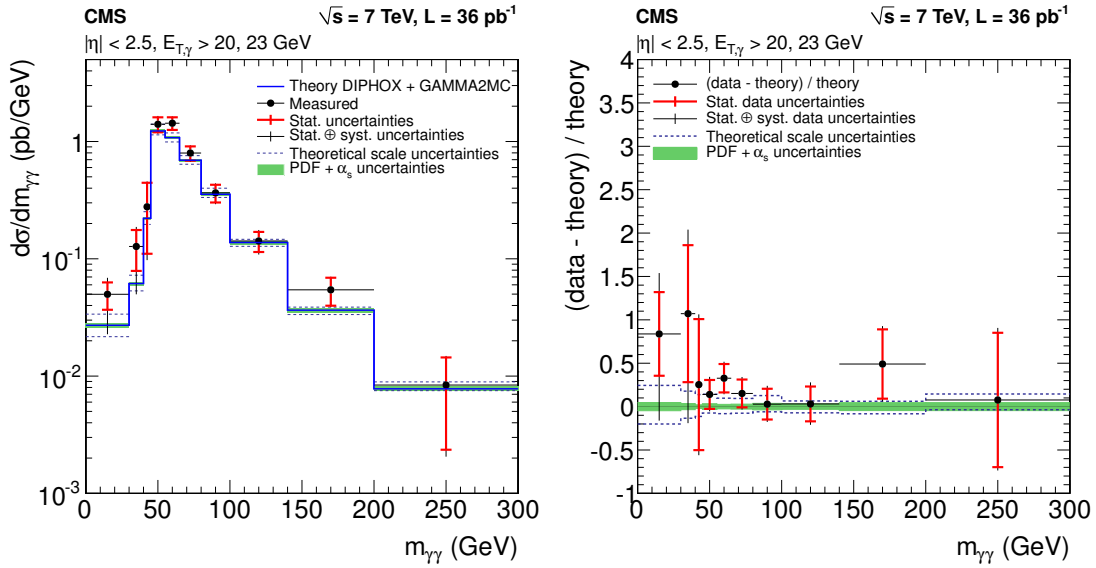 CMS √s = 7 TeV, L = 36 pb⁻¹
|η| < 2.5, E_T,γ > 20, 23 GeV
Theory DIPHOX + GAMMA2MC
Measured
Stat. uncertainties
Stat. ⊕ syst. uncertainties
Theoretical scale uncertainties
PDF + α_s uncertainties
dσ/dm_γγ (pb/GeV)
1
10⁻¹
10⁻²
10⁻³
0 50 100 150 200 250 300
m_γγ (GeV)
CMS √s = 7 TeV, L = 36 pb⁻¹
|η| < 2.5, E_T,γ > 20, 23 GeV
(data - theory) / theory
Stat. data uncertainties
Stat. ⊕ syst. data uncertainties
Theoretical scale uncertainties
PDF + α_s uncertainties
(data - theory) / theory
4
3.5
3
2.5
2
1.5
1
0.5
0
-0.5
-1
0 50 100 150 200 250 300
m_γγ (GeV)